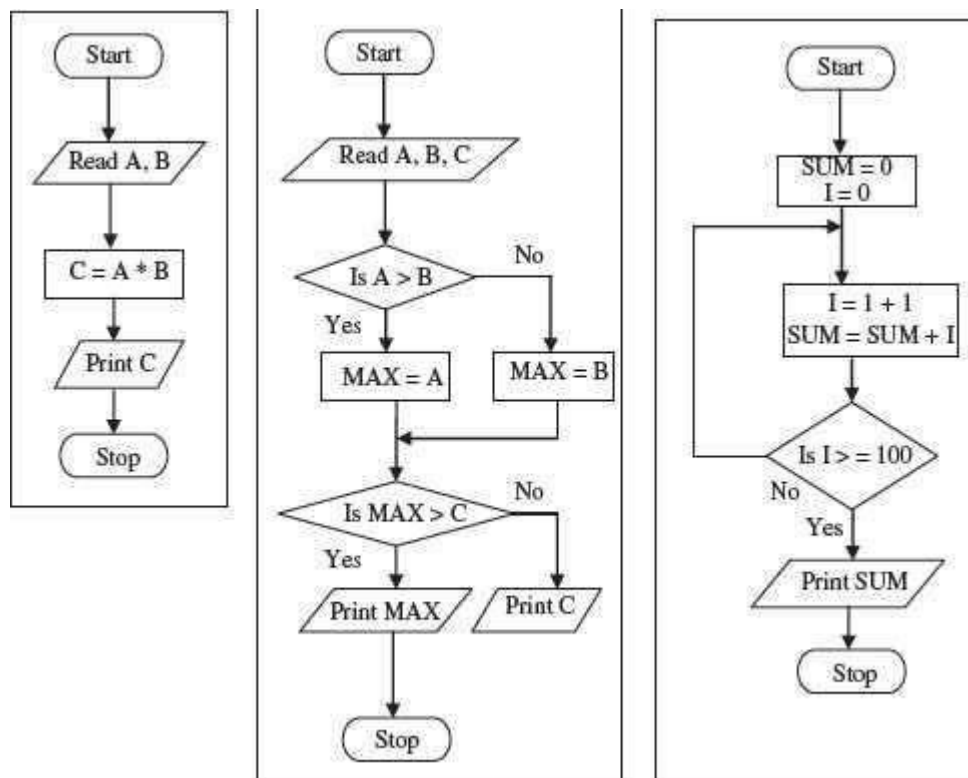 Start
Read A, B
C = A * B
Print C
Stop
Start
Read A, B, C
Is A > B
No
Yes
MAX = A
MAX = B
Is MAX > C
No
Yes
Print MAX
Print C
Stop
Start
SUM = 0
I = 0
I = 1 + 1
SUM = SUM + I
Is I > = 100
No
Yes
Print SUM
Stop